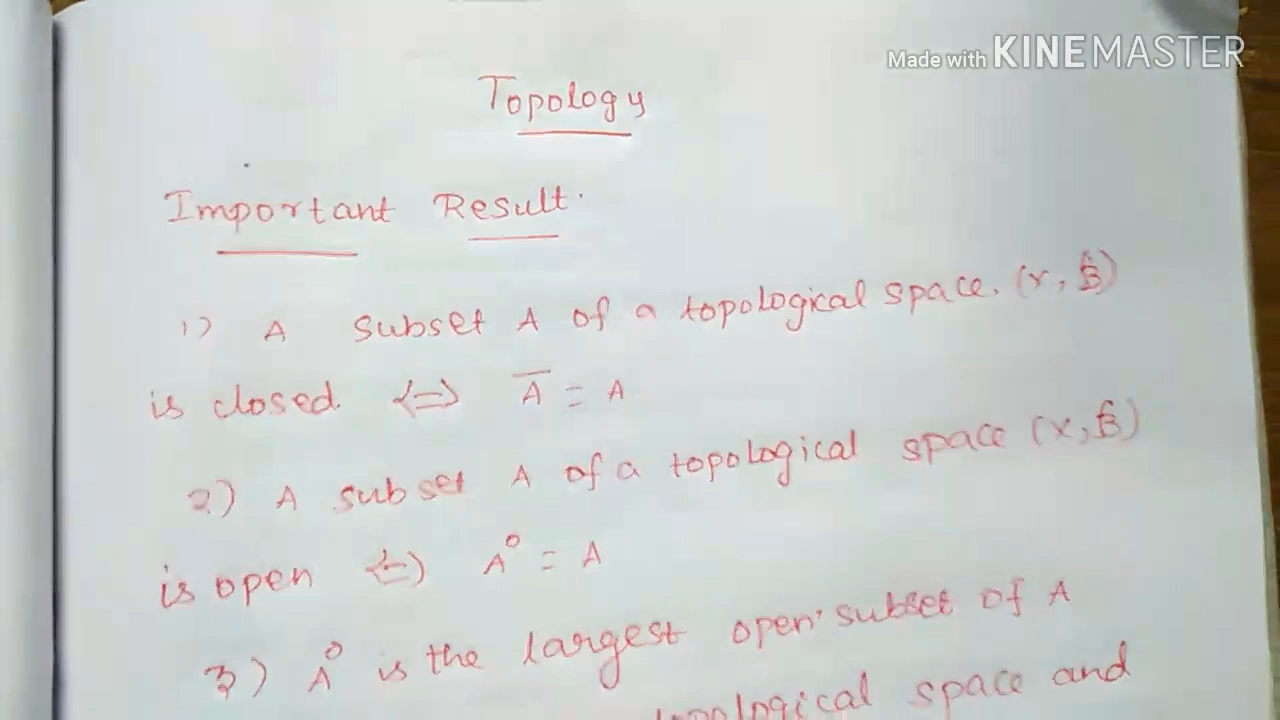 Made with KINEMASTER
Topology
Important Result.
1) A subset A of a topological space. (X,
is closed <=> A̅ = A
2) A subset A of a topological space (X,
is open <=> A° = A
3) A° is the largest open subset of A
topological space and